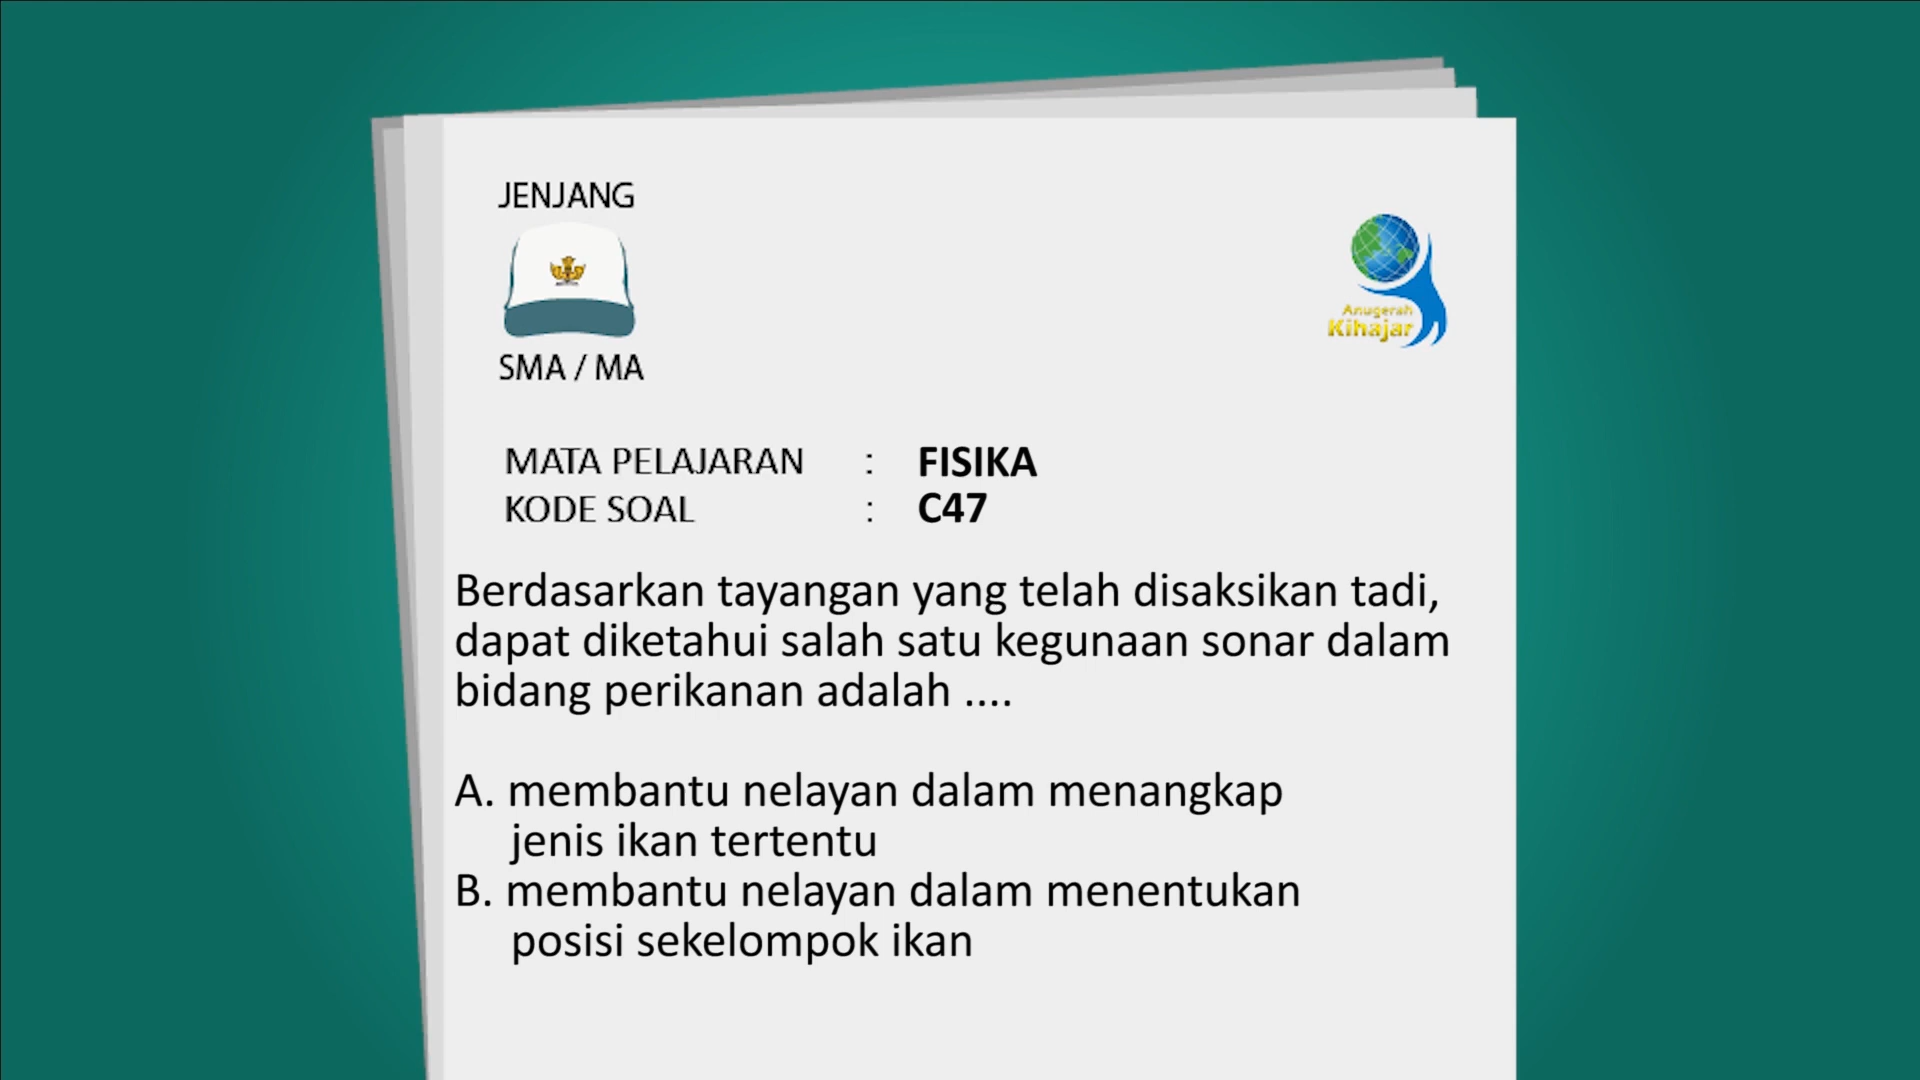 JENJANG
SMA / MA
Anugerah
Kihajar
MATA PELAJARAN : FISIKA
KODE SOAL : C47
Berdasarkan tayangan yang telah disaksikan tadi,
dapat diketahui salah satu kegunaan sonar dalam
bidang perikanan adalah ....
A. membantu nelayan dalam menangkap
jenis ikan tertentu
B. membantu nelayan dalam menentukan
posisi sekelompok ikan